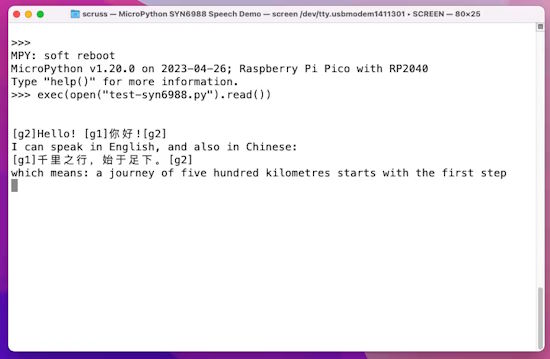 scruss — MicroPython SYN6988 Speech Demo — screen /dev/tty.usbmodem1411301 • SCREEN — 80×25
>>>
MPY: soft reboot
MicroPython v1.20.0 on 2023-04-26; Raspberry Pi Pico with RP2040
Type "help()" for more information.
>>> exec(open("test-syn6988.py").read())
[g2]Hello! [g1]你好![g2]
I can speak in English, and also in Chinese:
[g1]千里之行，始于足下。[g2]
which means: a journey of five hundred kilometres starts with the first step